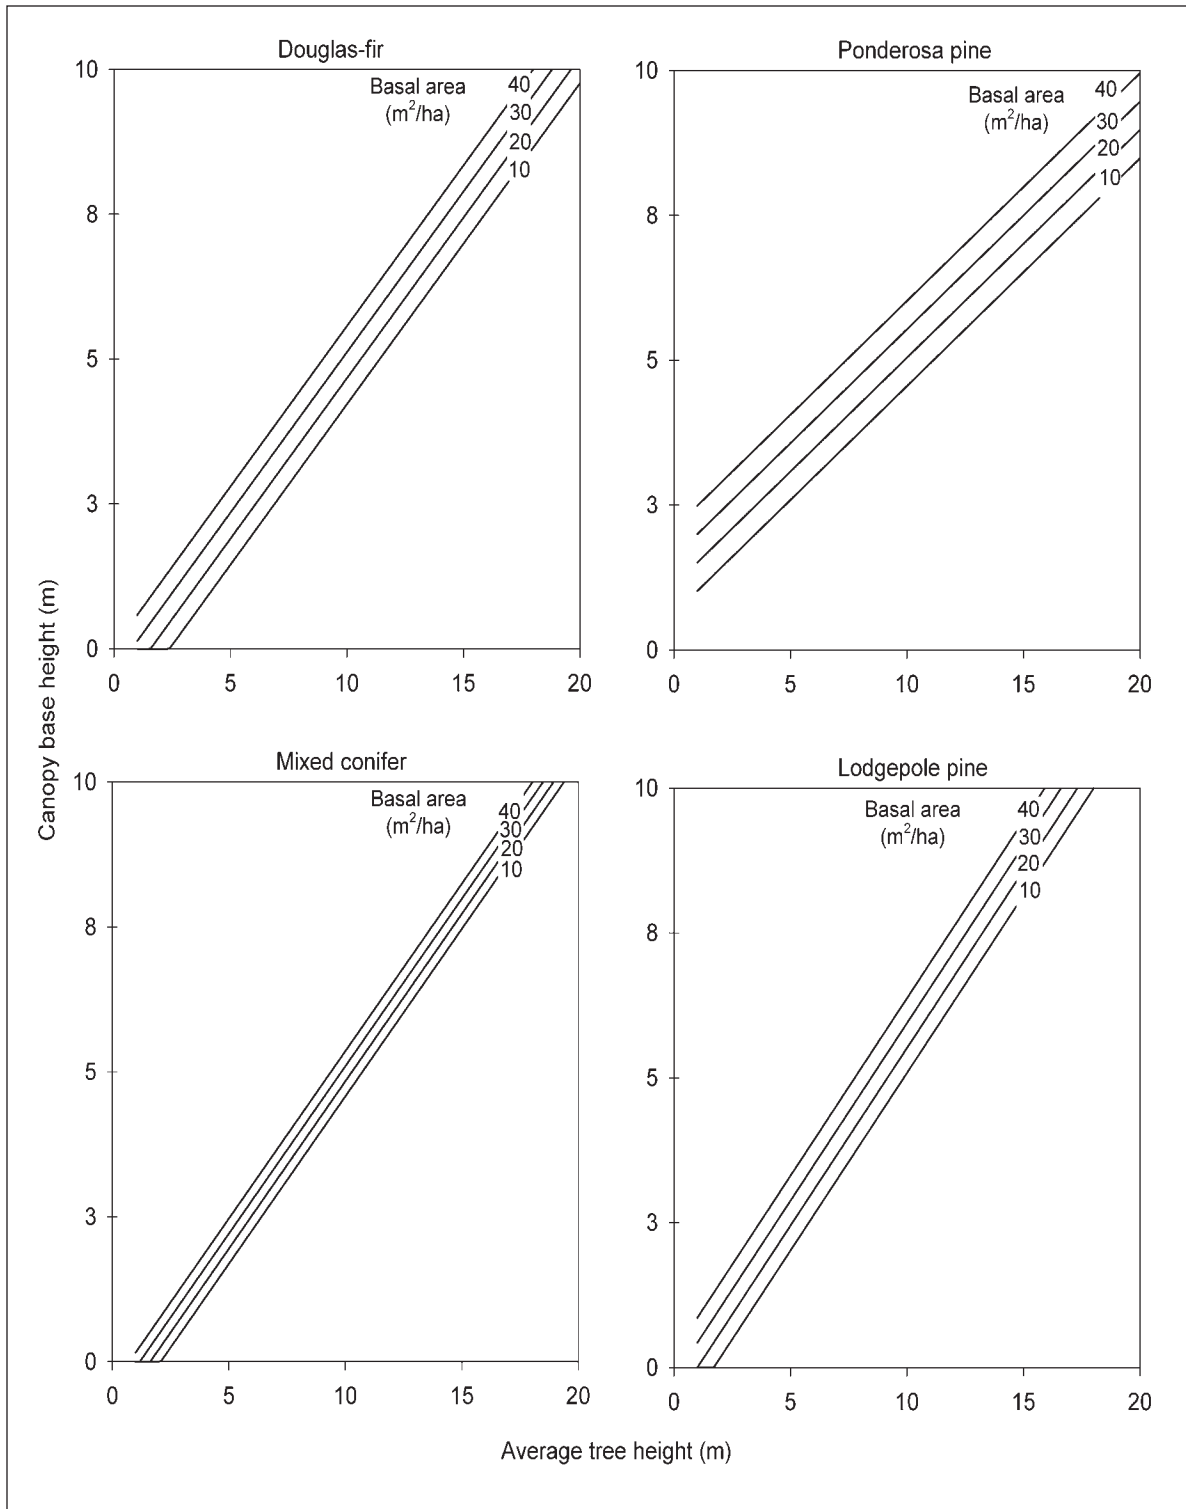 Douglas-fir
Basal area
(m²/ha)
40
30
20
10
10
8
5
3
0
0 5 10 15 20
Ponderosa pine
Basal area
(m²/ha)
40
30
20
10
10
8
5
3
0
0 5 10 15 20
Canopy base height (m)
Mixed conifer
Basal area
(m²/ha)
40
30
20
10
10
8
5
3
0
0 5 10 15 20
Lodgepole pine
Basal area
(m²/ha)
40
30
20
10
10
8
5
3
0
0 5 10 15 20
Average tree height (m)